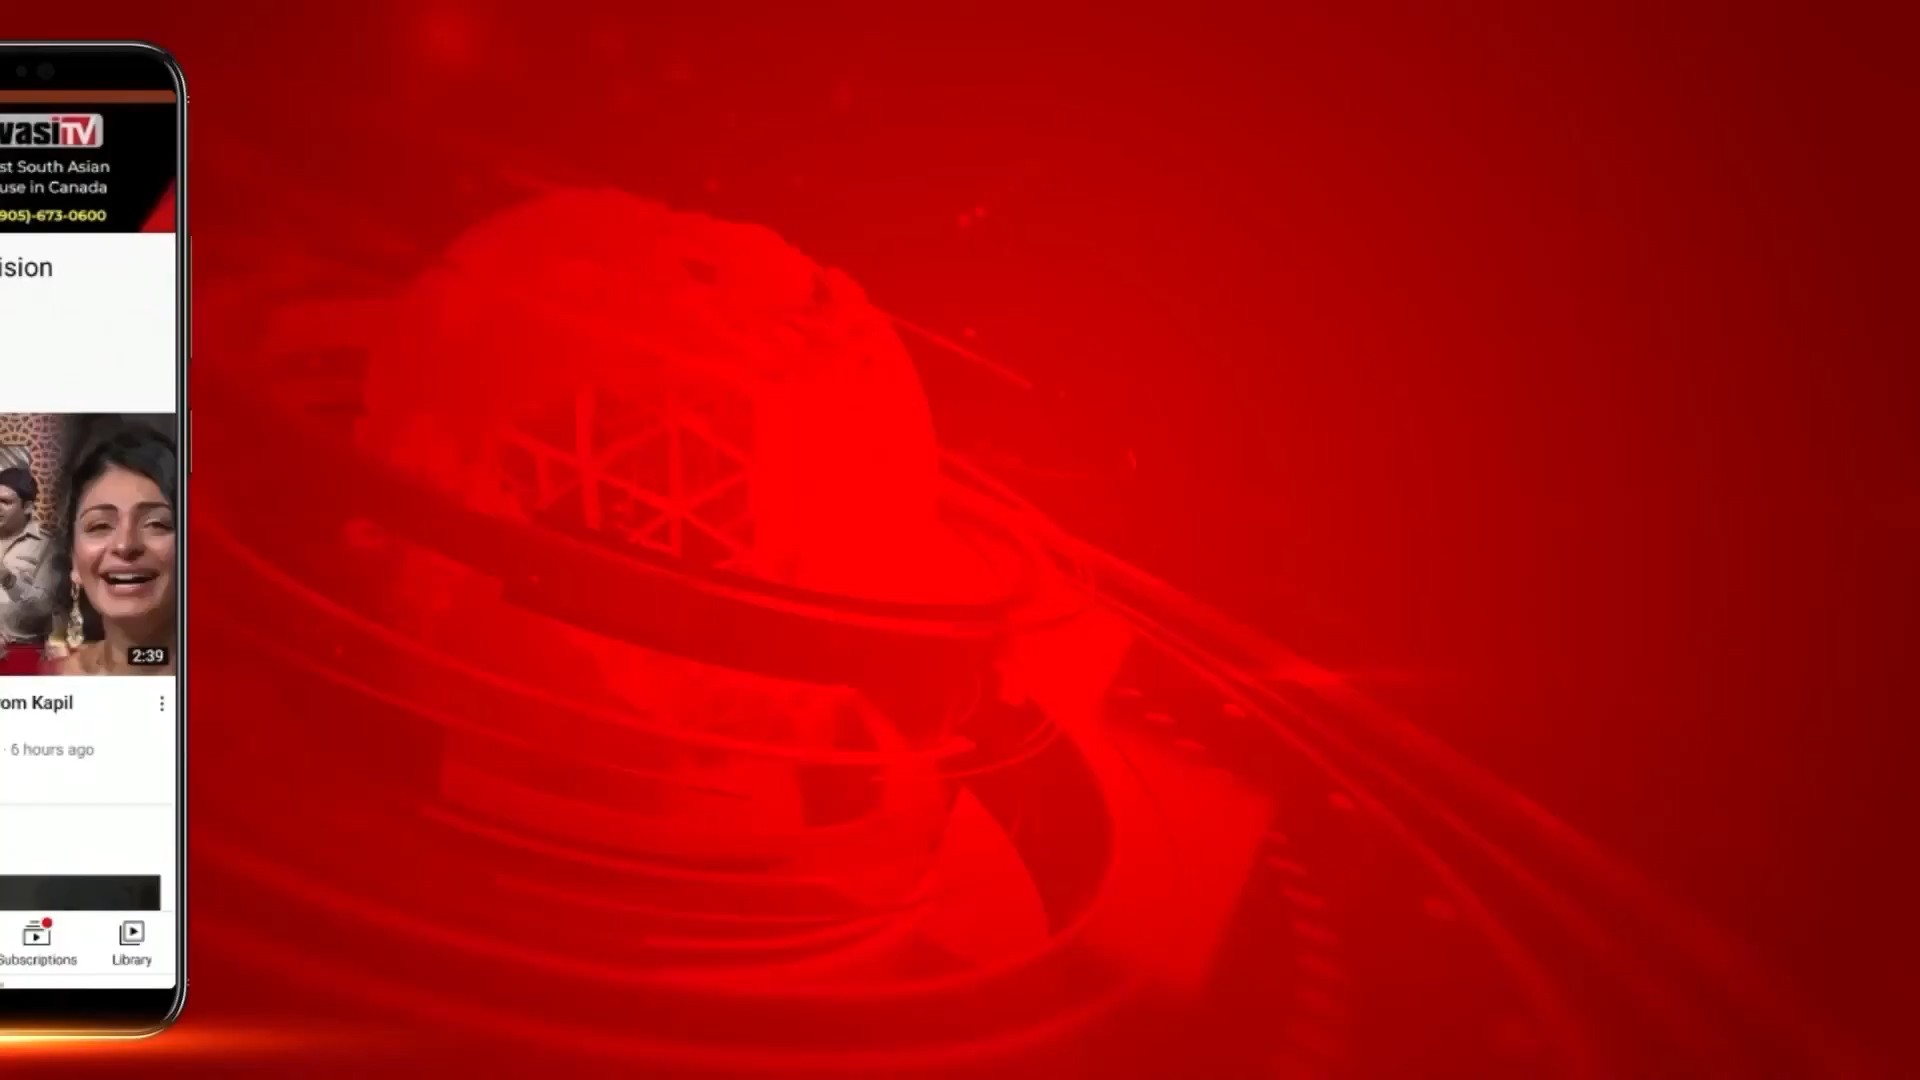 vasiTV
st South Asian
use in Canada
905)-673-0600
ision
2:39
om Kapil
· 6 hours ago
Subscriptions
Library